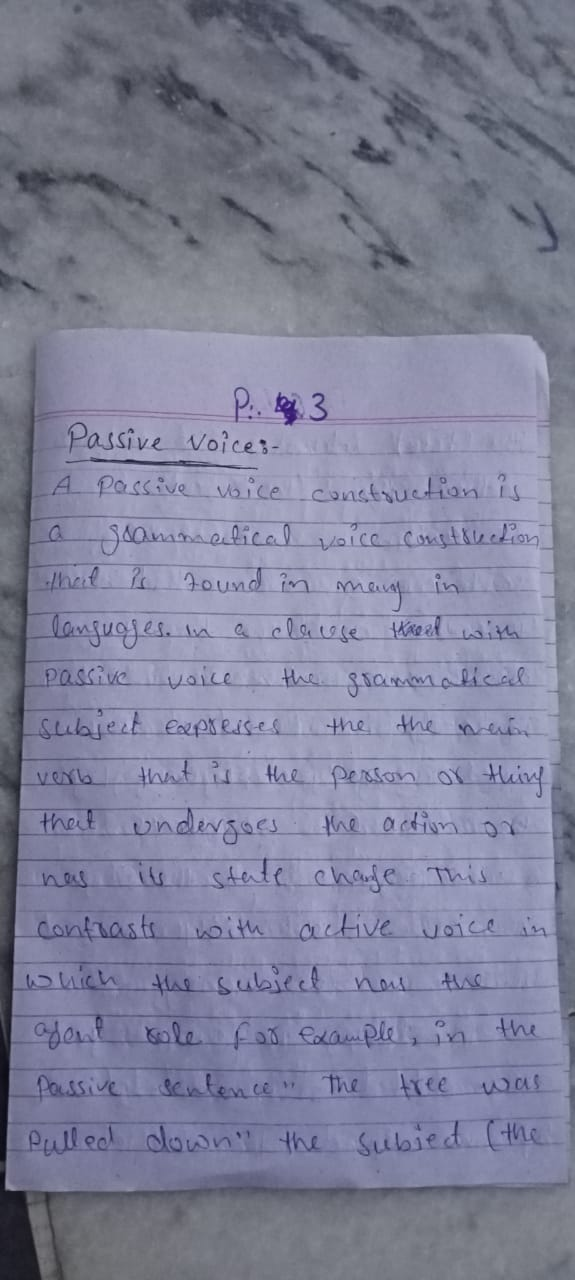 P:. 3
Passive voice:-
A Passive voice construction is
a grammatical voice construction
that is found in many in
languages. in a clause with
passive voice the grammatical
subject expresses the the main
verb that is the person or thing
that undergoes the action or
has its state change. This
contrasts with active voice in
which the subject has the
agent role for example, in the
passive sentence" The tree was
Pulled down" the subject (the